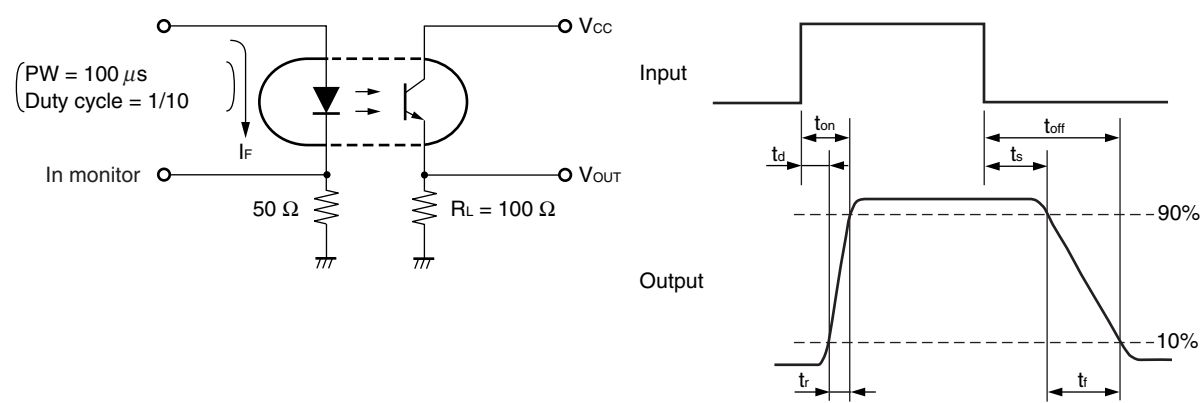 VCC
PW = 100 μs
Duty cycle = 1/10
IF
In monitor
VOUT
50 Ω
RL = 100 Ω
Input
ton
toff
td
ts
90%
Output
10%
tr
tf